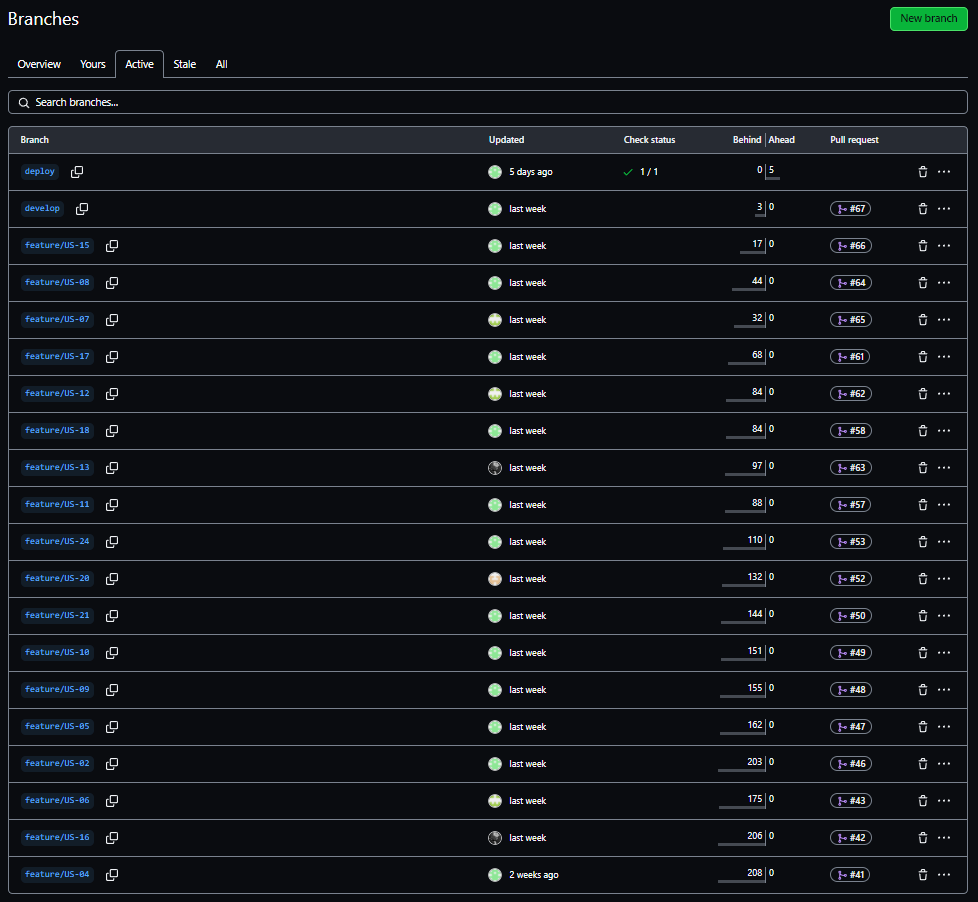 Branches
New branch
Overview Yours Active Stale All
Search branches...
Branch Updated Check status Behind Ahead Pull request
deploy 5 days ago 1 / 1 0 5
develop last week 3 0 #67
feature/US-15 last week 17 0 #66
feature/US-08 last week 44 0 #64
feature/US-07 last week 32 0 #65
feature/US-17 last week 68 0 #61
feature/US-12 last week 84 0 #62
feature/US-18 last week 84 0 #58
feature/US-13 last week 97 0 #63
feature/US-11 last week 88 0 #57
feature/US-24 last week 110 0 #53
feature/US-20 last week 132 0 #52
feature/US-21 last week 144 0 #50
feature/US-10 last week 151 0 #49
feature/US-09 last week 155 0 #48
feature/US-05 last week 162 0 #47
feature/US-02 last week 203 0 #46
feature/US-06 last week 175 0 #43
feature/US-16 last week 206 0 #42
feature/US-04 2 weeks ago 208 0 #41